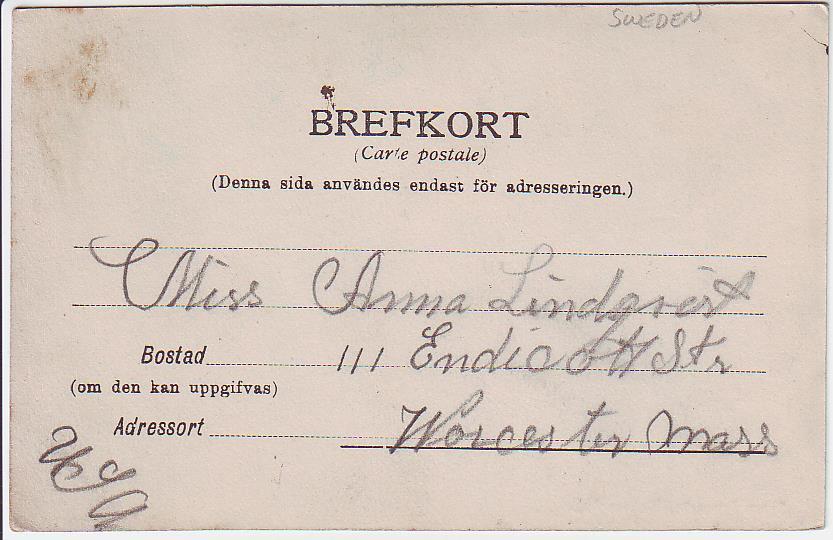 SWEDEN
BREFKORT
(Carte postale)
(Denna sida användes endast för adresseringen.)
Miss Anna Lindqvist
Bostad 111 Endicott Str
(om den kan uppgifvas)
Adressort Worcester Mass
USA